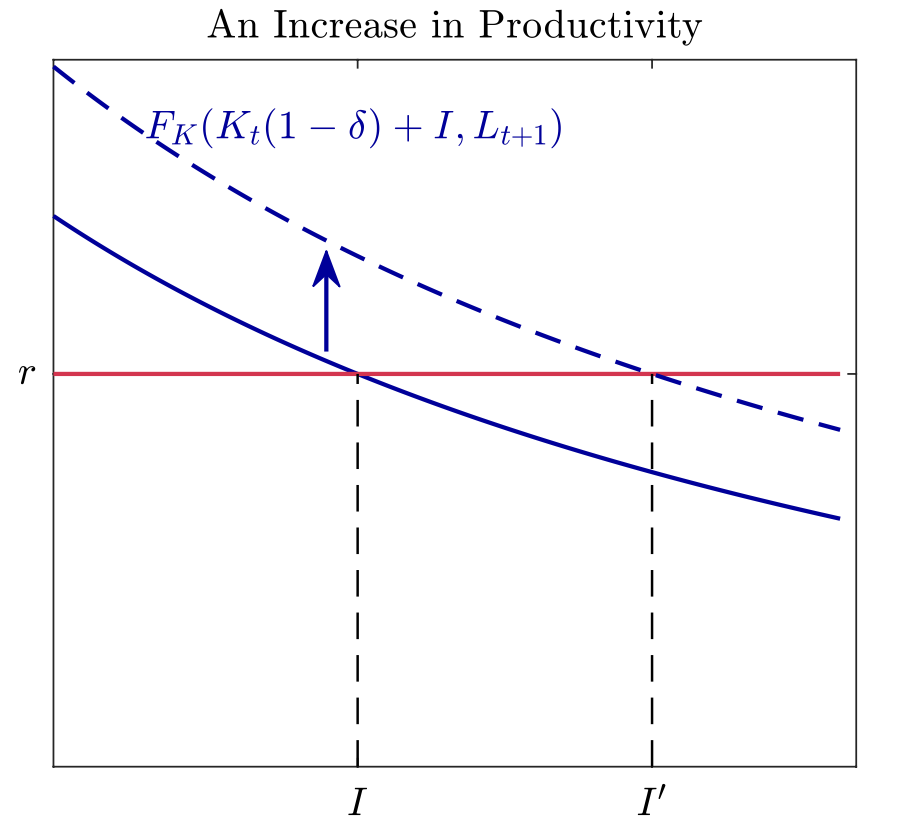 An Increase in Productivity
F_K(K_t(1 − δ) + I, L_{t+1})
r
I
I′